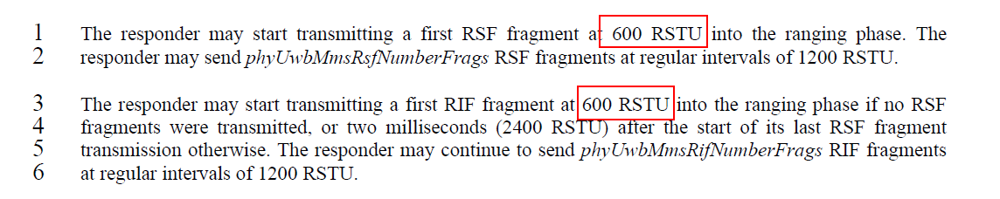 1 The responder may start transmitting a first RSF fragment at 600 RSTU into the ranging phase. The
2 responder may send phyUwbMmsRsfNumberFrags RSF fragments at regular intervals of 1200 RSTU.
3 The responder may start transmitting a first RIF fragment at 600 RSTU into the ranging phase if no RSF
4 fragments were transmitted, or two milliseconds (2400 RSTU) after the start of its last RSF fragment
5 transmission otherwise. The responder may continue to send phyUwbMmsRifNumberFrags RIF fragments
6 at regular intervals of 1200 RSTU.